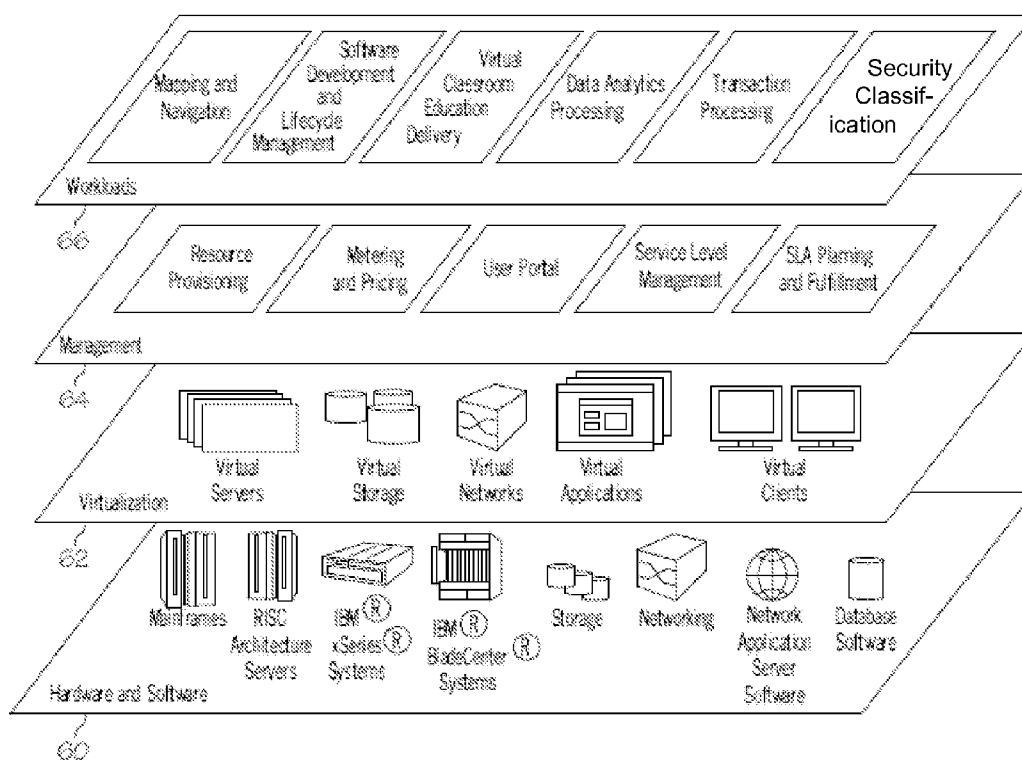 Mapping and
Navigation
Software
Development
and
Lifecycle
Management
Virtual
Classroom
Education
Delivery
Data Analytics
Processing
Transaction
Processing
Security
Classif-
ication
Workloads
66
Resource
Provisioning
Metering
and Pricing
User Portal
Service Level
Management
SLA Planning
and Fulfillment
Management
64
Virtual
Servers
Virtual
Storage
Virtual
Networks
Virtual
Applications
Virtual
Clients
Virtualization
62
Mainframes
RISC
Architecture
Servers
IBM®
xSeries®
Systems
IBM®
BladeCenter®
Systems
Storage
Networking
Network
Application
Server
Software
Database
Software
Hardware and Software
60